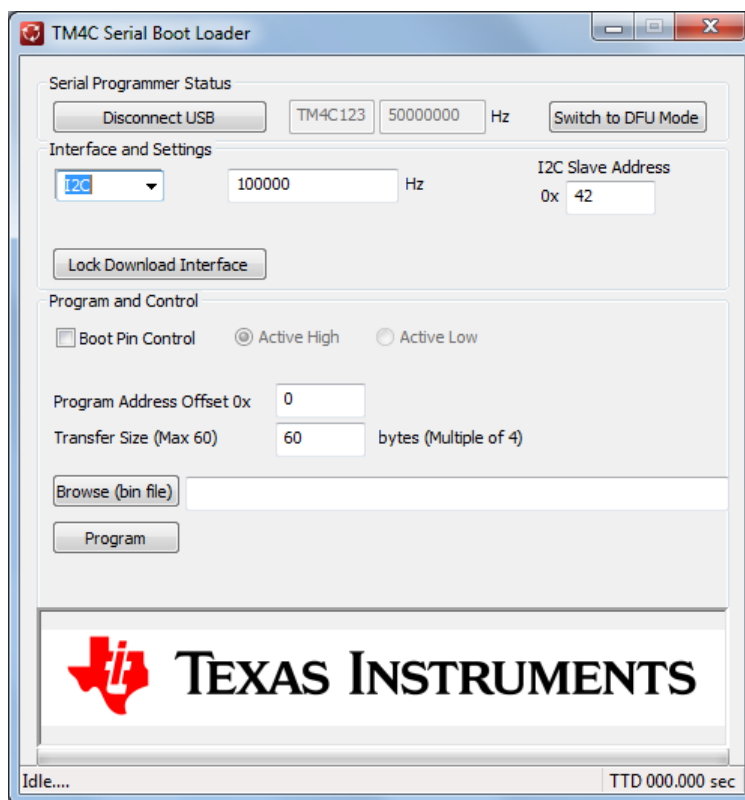 TM4C Serial Boot Loader
Serial Programmer Status
Disconnect USB TM4C123 50000000 Hz Switch to DFU Mode
Interface and Settings
I2C 100000 Hz
I2C Slave Address
0x 42
Lock Download Interface
Program and Control
Boot Pin Control Active High Active Low
Program Address Offset 0x 0
Transfer Size (Max 60) 60 bytes (Multiple of 4)
Browse (bin file)
Program
TEXAS INSTRUMENTS
Idle.... TTD 000.000 sec